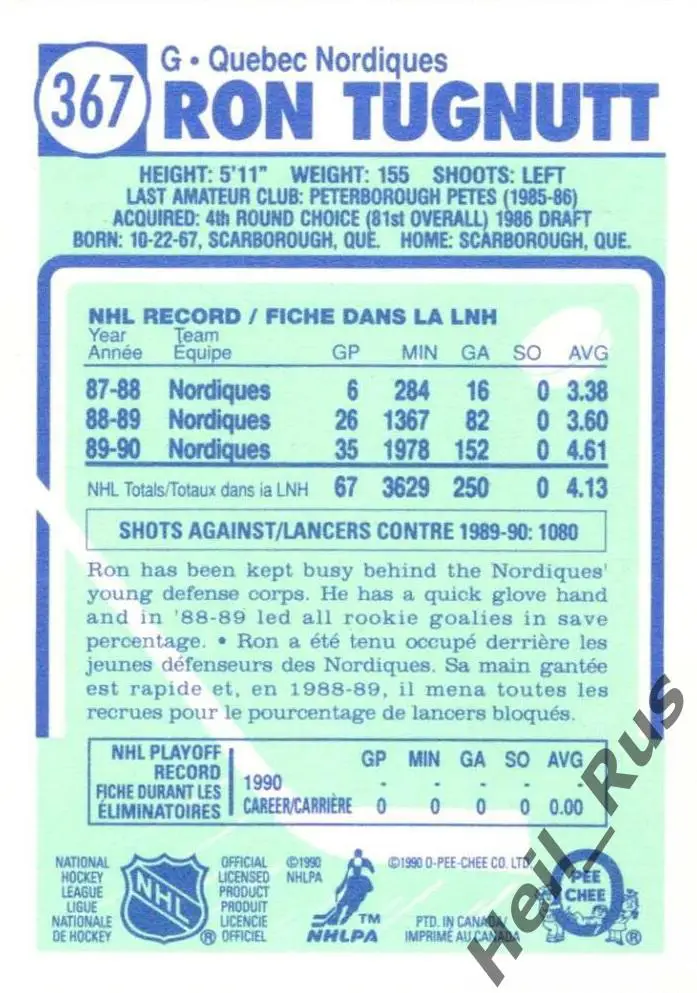 367
G • Quebec Nordiques
RON TUGNUTT
HEIGHT: 5'11" WEIGHT: 155 SHOOTS: LEFT
LAST AMATEUR CLUB: PETERBOROUGH PETES (1985-86)
ACQUIRED: 4th ROUND CHOICE (81st OVERALL) 1986 DRAFT
BORN: 10-22-67, SCARBOROUGH, QUE. HOME: SCARBOROUGH, QUE.
NHL RECORD / FICHE DANS LA LNH
Year Team
Année Équipe GP MIN GA SO AVG
87-88 Nordiques 6 284 16 0 3.38
88-89 Nordiques 26 1367 82 0 3.60
89-90 Nordiques 35 1978 152 0 4.61
NHL Totals/Totaux dans la LNH 67 3629 250 0 4.13
SHOTS AGAINST/LANCERS CONTRE 1989-90: 1080
Ron has been kept busy behind the Nordiques'
young defense corps. He has a quick glove hand
and in '88-89 led all rookie goalies in save
percentage. • Ron a été tenu occupé derrière les
jeunes défenseurs des Nordiques. Sa main gantée
est rapide et, en 1988-89, il mena toutes les
recrues pour le pourcentage de lancers bloqués.
NHL PLAYOFF
RECORD
FICHE DURANT LES
ÉLIMINATOIRES
GP MIN GA SO AVG
1990 - - - - -
CAREER/CARRIÈRE 0 0 0 0 0.00
NATIONAL
HOCKEY
LEAGUE
LIGUE
NATIONALE
DE HOCKEY
NHL
®
OFFICIAL
LICENSED
PRODUCT
PRODUIT
LICENCIE
OFFICIEL
©1990
NHLPA
TM
NHLPA
©1990 O-PEE-CHEE CO. LTD.
PTD. IN CANADA/
IMPRIMÉ AU CANADA
O
PEE
CHEE
®
Heil_Rus